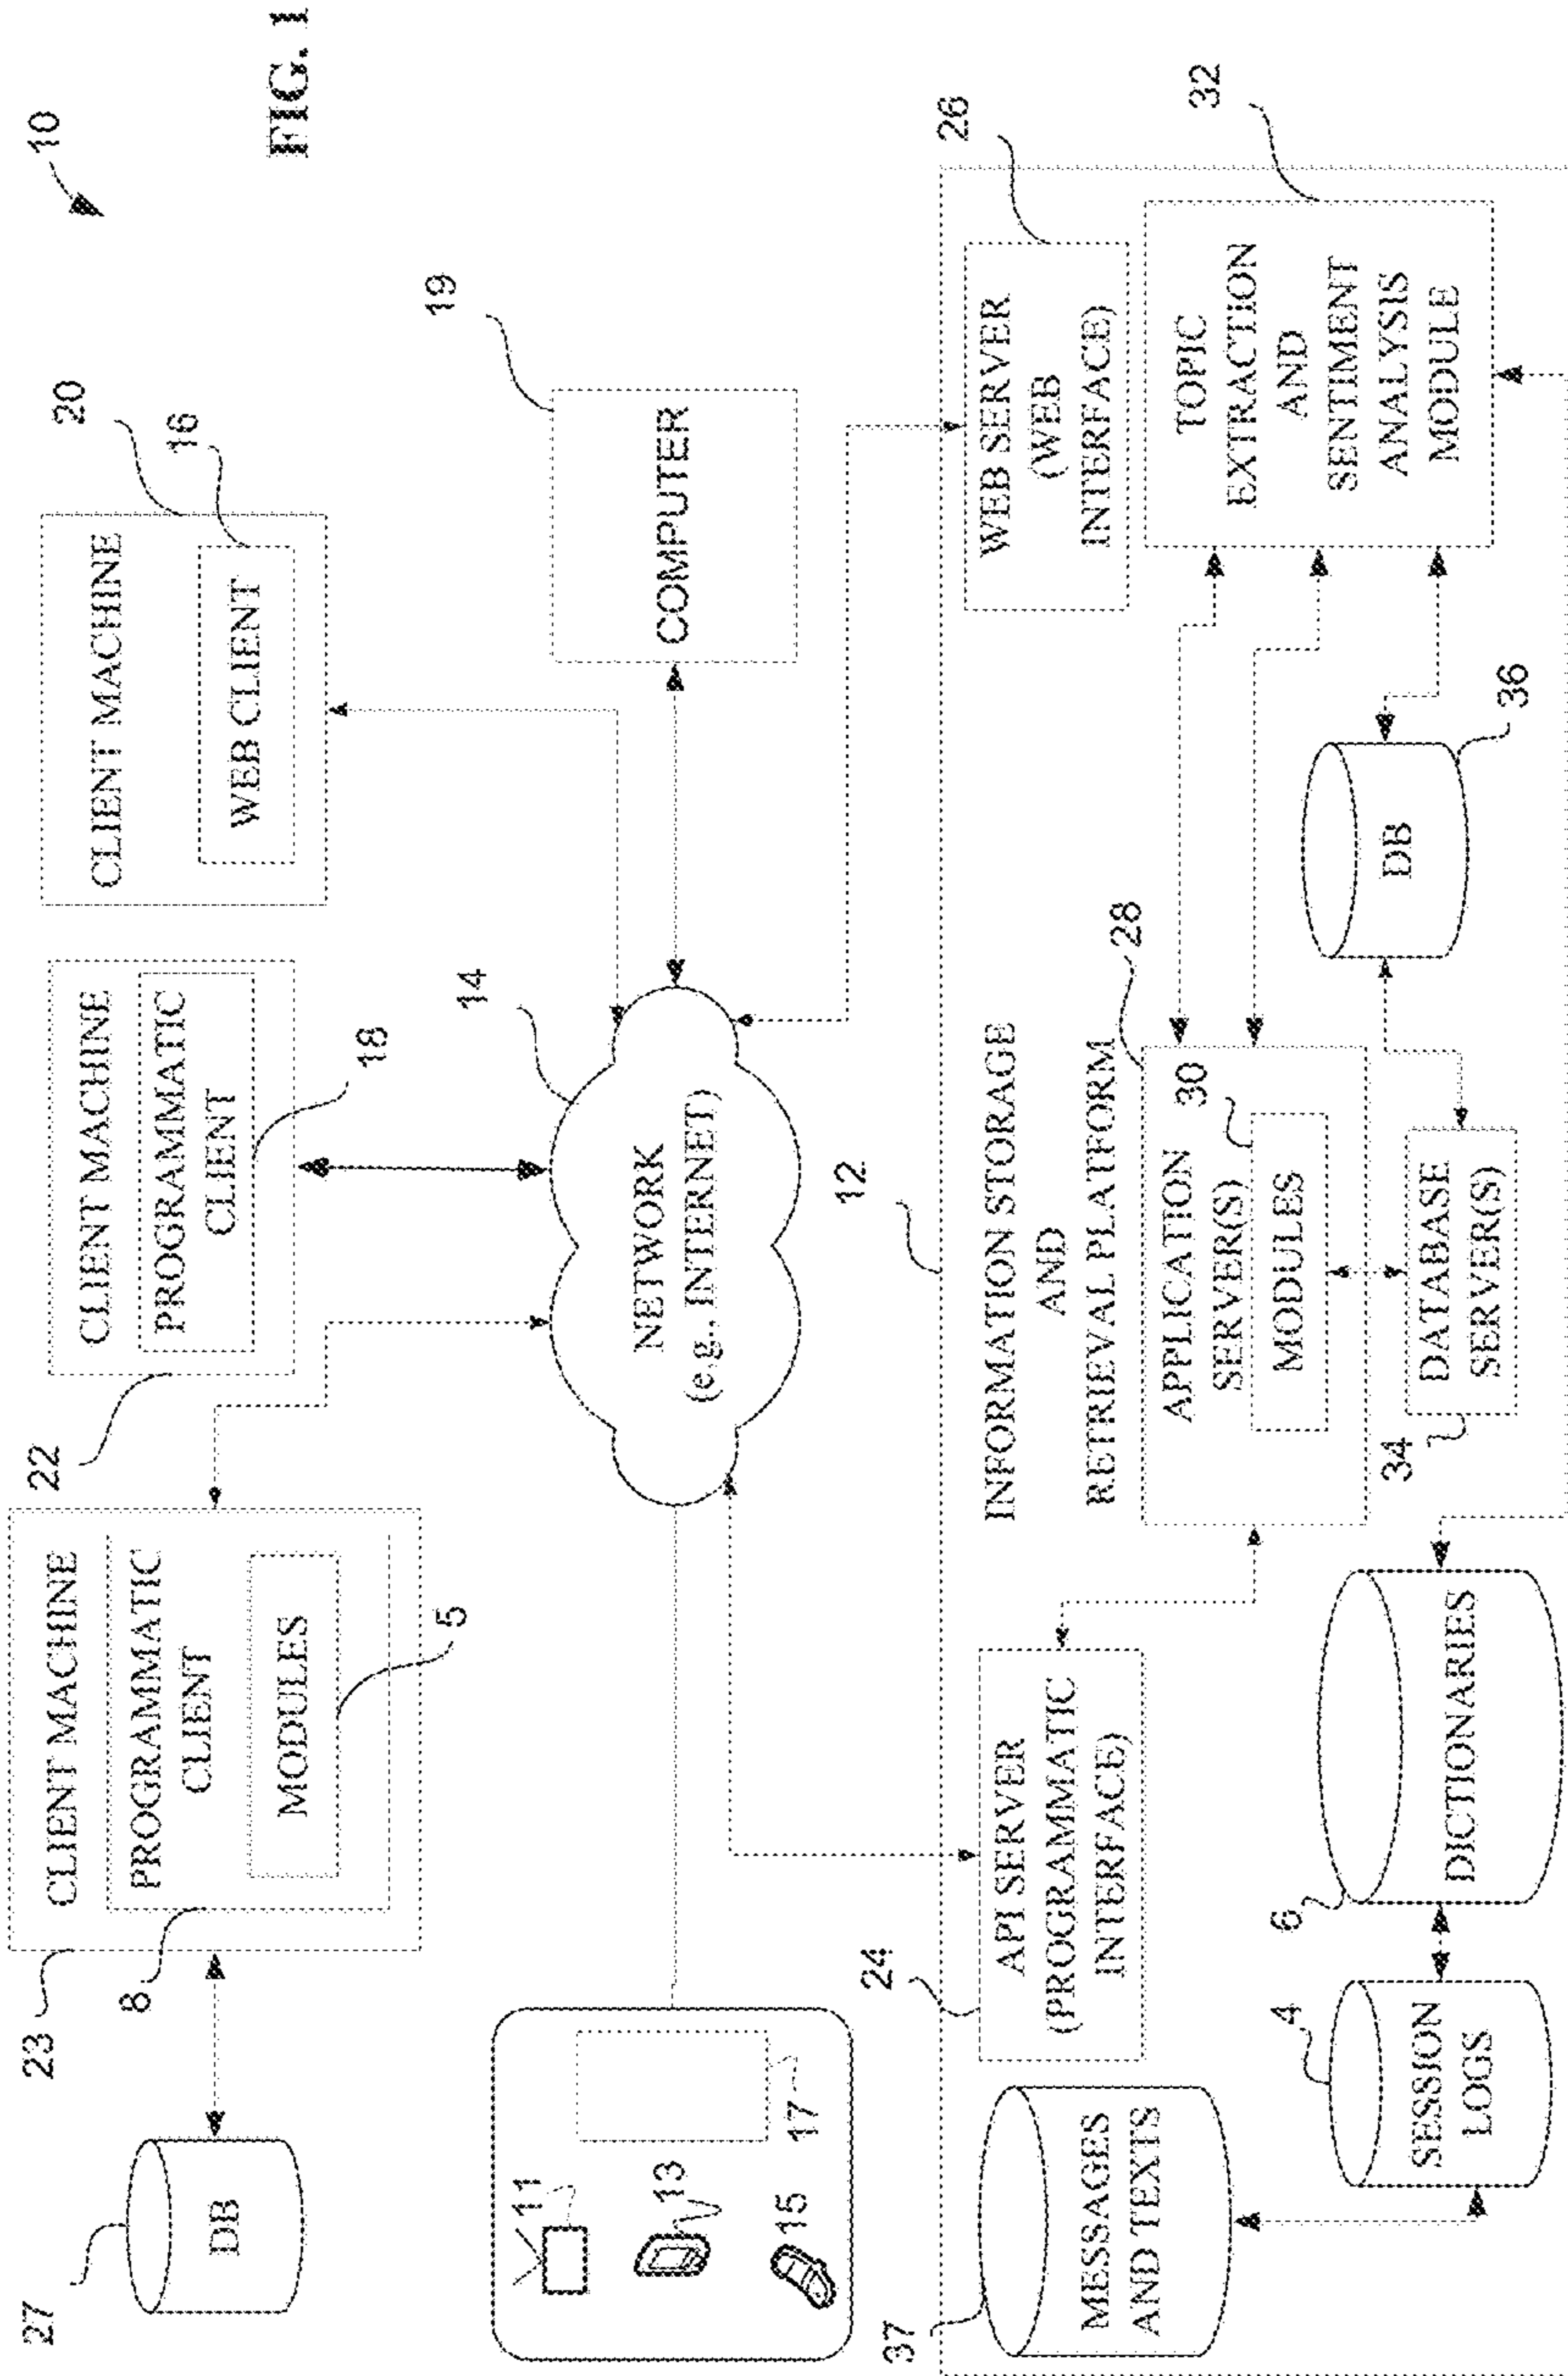 FIG. 1
10
27
DB
23
CLIENT MACHINE
8
PROGRAMMATIC
CLIENT
MODULES
5
22
CLIENT MACHINE
PROGRAMMATIC
CLIENT
18
CLIENT MACHINE
20
WEB CLIENT
16
11
13
15
17
14
NETWORK
(e.g., INTERNET)
COMPUTER
19
12
INFORMATION STORAGE
AND
RETRIEVAL PLATFORM
37
MESSAGES
AND TEXTS
24
API SERVER
(PROGRAMMATIC
INTERFACE)
WEB SERVER
(WEB
INTERFACE)
26
28
APPLICATION
SERVER(S)
30
MODULES
TOPIC
EXTRACTION
AND
SENTIMENT
ANALYSIS
MODULE
32
4
SESSION
LOGS
6
DICTIONARIES
34
DATABASE
SERVER(S)
DB
36